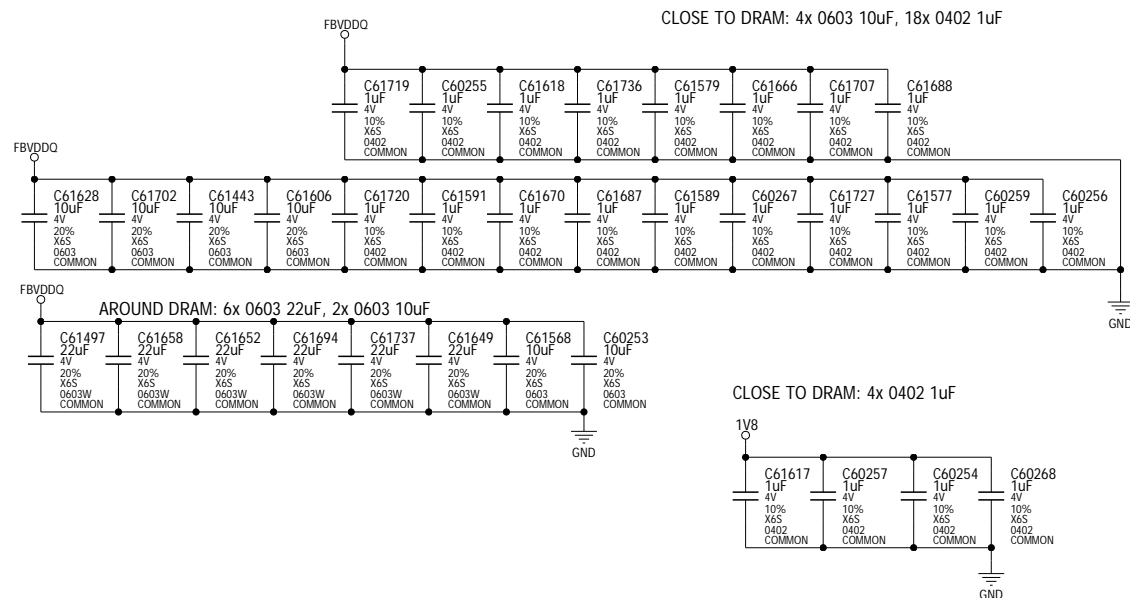 CLOSE TO DRAM: 4x 0603 10uF, 18x 0402 1uF
FBVDDQ
C61719 C60255 C61618 C61736 C61579 C61666 C61707 C61688
1uF 1uF 1uF 1uF 1uF 1uF 1uF 1uF
4V 4V 4V 4V 4V 4V 4V 4V
10% 10% 10% 10% 10% 10% 10% 10%
X6S X6S X6S X6S X6S X6S X6S X6S
0402 0402 0402 0402 0402 0402 0402 0402
COMMON COMMON COMMON COMMON COMMON COMMON COMMON COMMON
FBVDDQ
C61628 C61702 C61443 C61606 C61720 C61591 C61670 C61687 C61589 C60267 C61727 C61577 C60259 C60256
10uF 10uF 10uF 10uF 1uF 1uF 1uF 1uF 1uF 1uF 1uF 1uF 1uF 1uF
4V 4V 4V 4V 4V 4V 4V 4V 4V 4V 4V 4V 4V 4V
20% 20% 20% 20% 10% 10% 10% 10% 10% 10% 10% 10% 10% 10%
X6S X6S X6S X6S X6S X6S X6S X6S X6S X6S X6S X6S X6S X6S
0603 0603 0603 0603 0402 0402 0402 0402 0402 0402 0402 0402 0402 0402
COMMON COMMON COMMON COMMON COMMON COMMON COMMON COMMON COMMON COMMON COMMON COMMON COMMON COMMON
GND
FBVDDQ
AROUND DRAM: 6x 0603 22uF, 2x 0603 10uF
C61497 C61658 C61652 C61694 C61737 C61649 C61568 C60253
22uF 22uF 22uF 22uF 22uF 22uF 10uF 10uF
4V 4V 4V 4V 4V 4V 4V 4V
20% 20% 20% 20% 20% 20% 20% 20%
X6S X6S X6S X6S X6S X6S X6S X6S
0603W 0603W 0603W 0603W 0603W 0603W 0603 0603
COMMON COMMON COMMON COMMON COMMON COMMON COMMON COMMON
GND
CLOSE TO DRAM: 4x 0402 1uF
1V8
C61617 C60257 C60254 C60268
1uF 1uF 1uF 1uF
4V 4V 4V 4V
10% 10% 10% 10%
X6S X6S X6S X6S
0402 0402 0402 0402
COMMON COMMON COMMON COMMON
GND